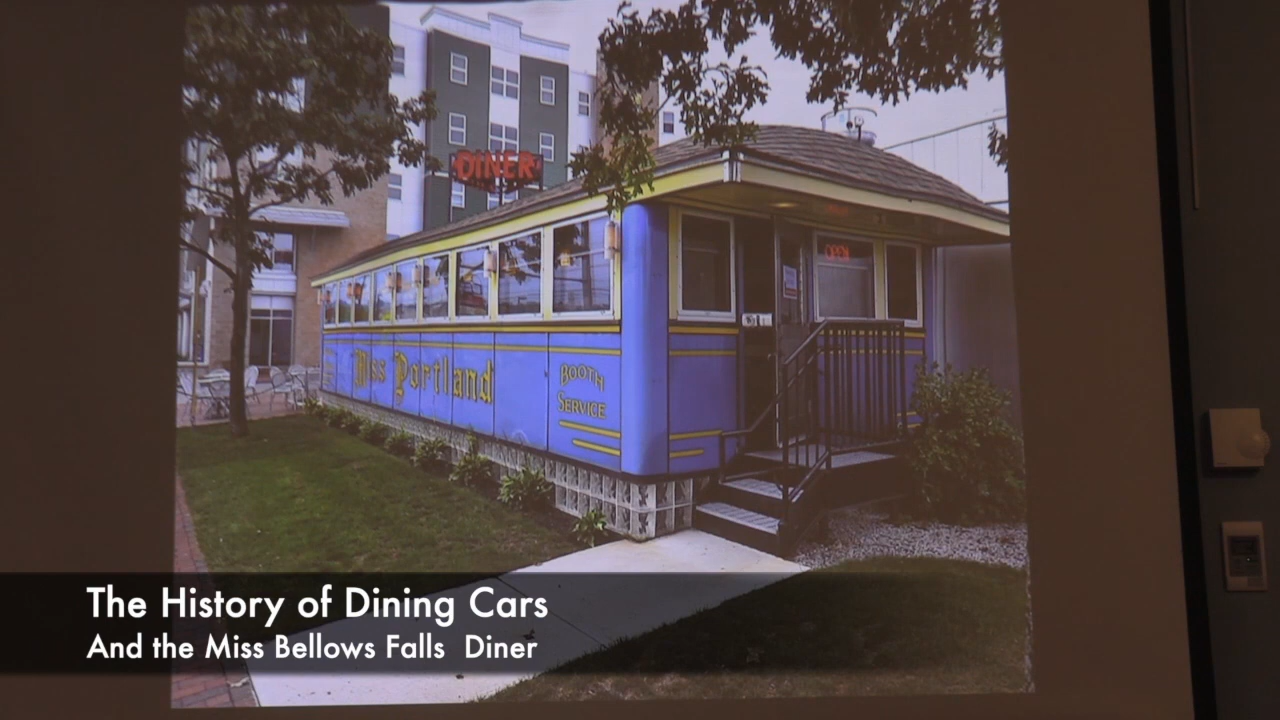 DINER
OPEN
Miss Portland
BOOTH
SERVICE
The History of Dining Cars
And the Miss Bellows Falls Diner